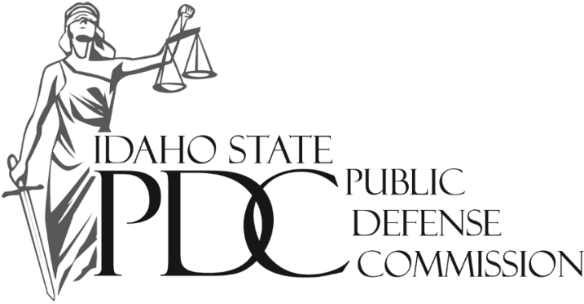 IDAHO STATE
PDC
PUBLIC
DEFENSE
COMMISSION